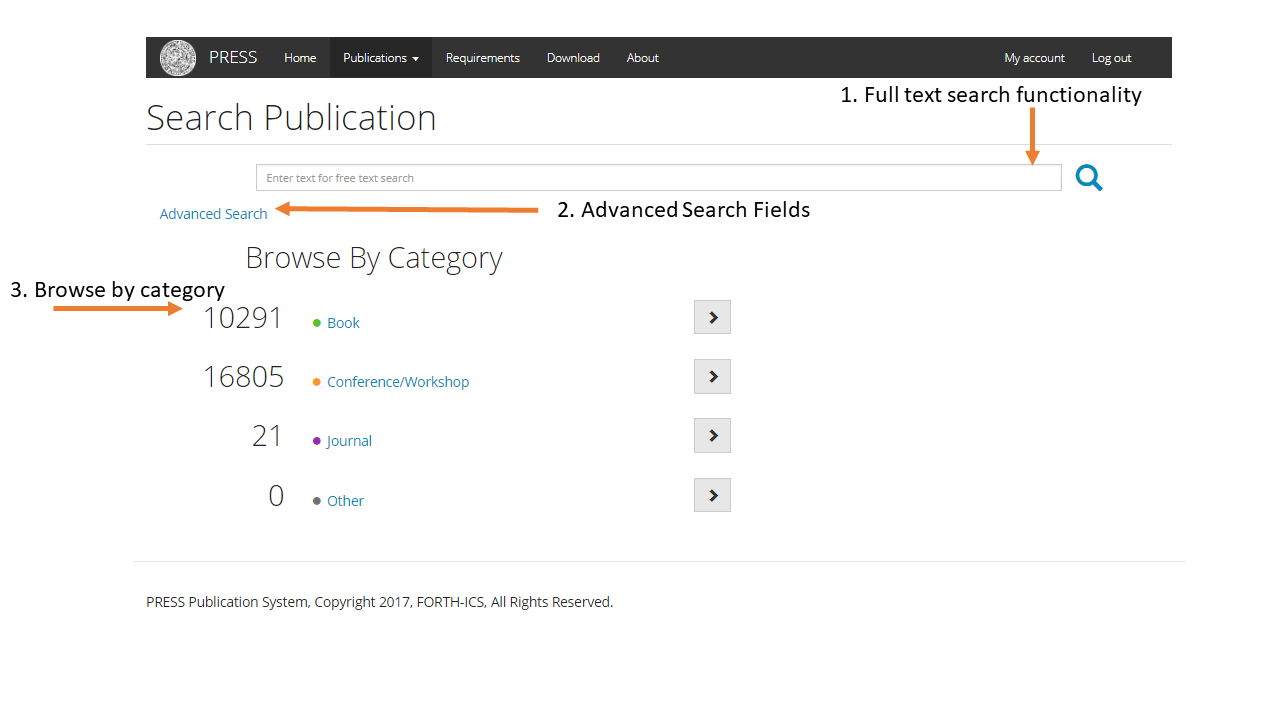 PRESS Home Publications Requirements Download About My account Log out
1. Full text search functionality
Search Publication
Enter text for free text search
Advanced Search
2. Advanced Search Fields
Browse By Category
3. Browse by category
10291 Book
16805 Conference/Workshop
21 Journal
0 Other
PRESS Publication System, Copyright 2017, FORTH-ICS, All Rights Reserved.